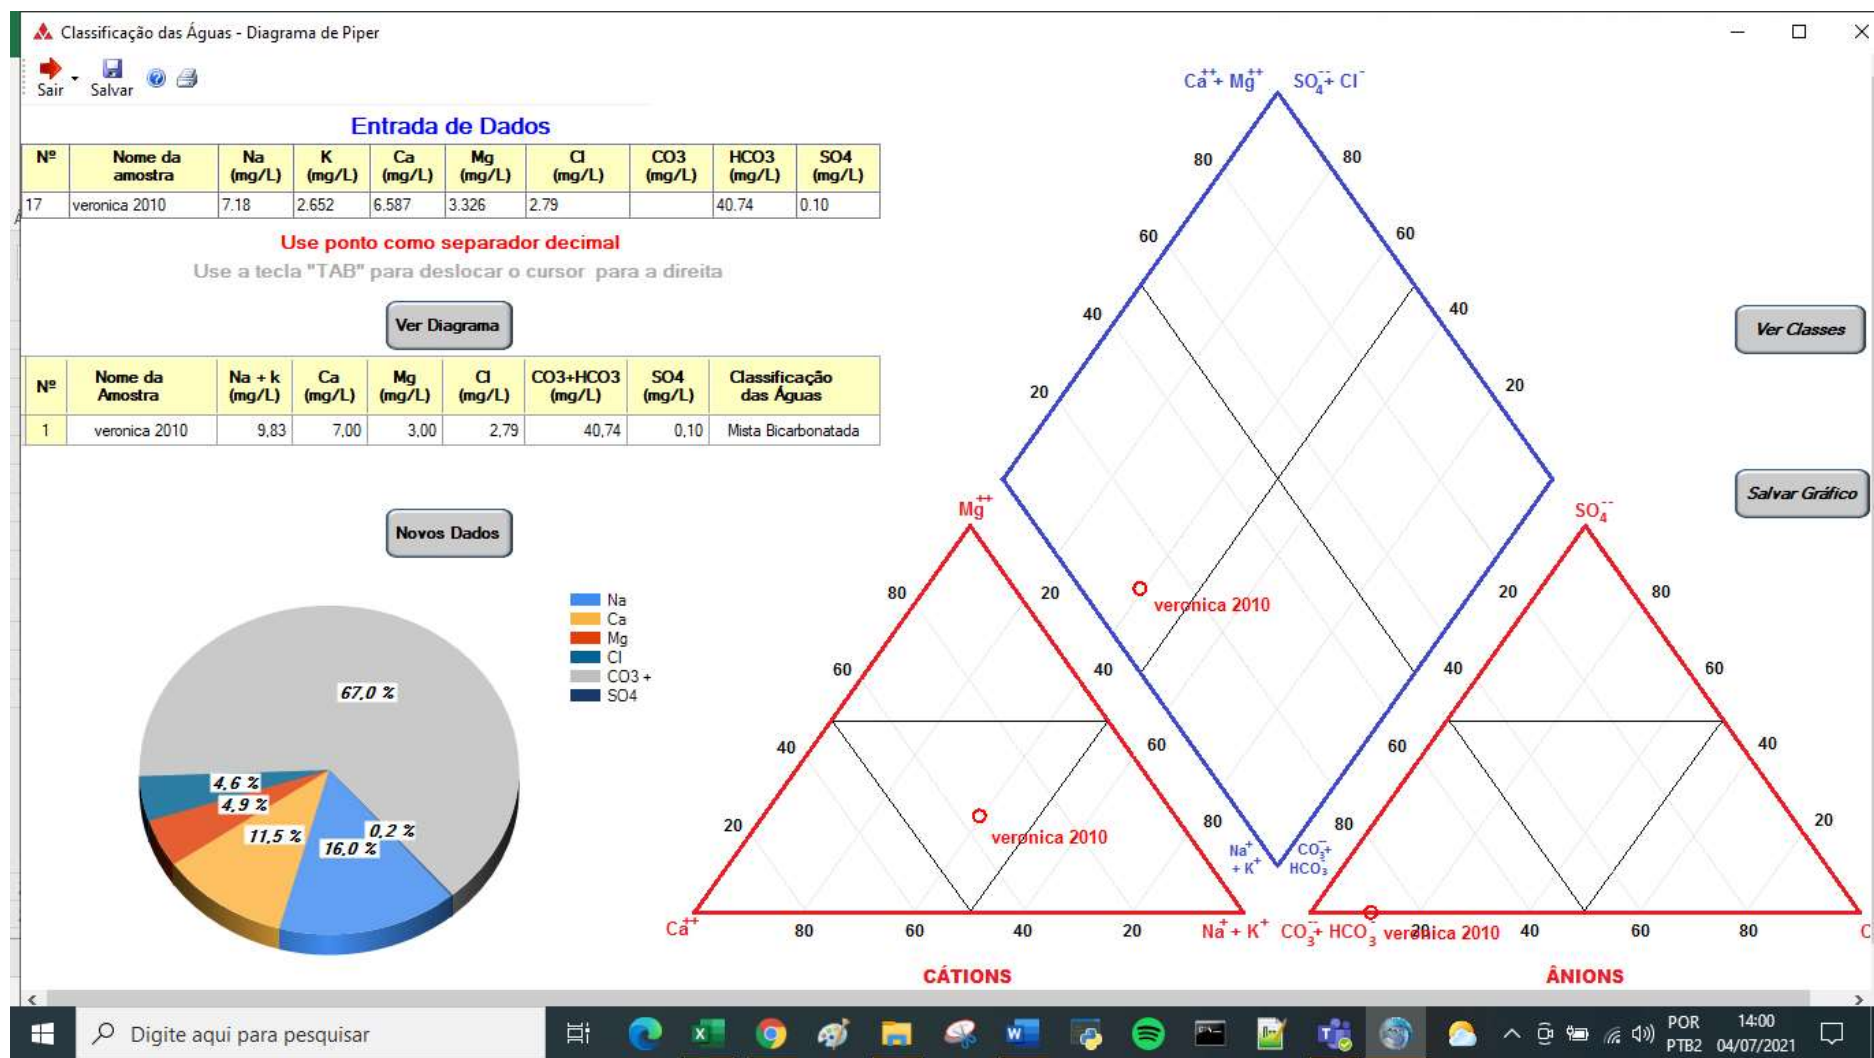 Classificação das Águas - Diagrama de Piper
Sair Salvar
Entrada de Dados
Nº Nome da amostra Na (mg/L) K (mg/L) Ca (mg/L) Mg (mg/L) Cl (mg/L) CO3 (mg/L) HCO3 (mg/L) SO4 (mg/L)
17 veronica 2010 7.18 2.652 6.587 3.326 2.79 40.74 0.10
Use ponto como separador decimal
Use a tecla "TAB" para deslocar o cursor para a direita
Ver Diagrama
Nº Nome da Amostra Na + k (mg/L) Ca (mg/L) Mg (mg/L) Cl (mg/L) CO3+HCO3 (mg/L) SO4 (mg/L) Classificação das Águas
1 veronica 2010 9,83 7,00 3,00 2,79 40,74 0,10 Mista Bicarbonatada
Novos Dados
Na
Ca
Mg
Cl
CO3 +
SO4
67,0 %
4,6 %
4,9 %
11,5 %
16,0 %
0,2 %
Ca++ + Mg++ SO4-- + Cl-
80 80
60 60
40 40
20 20
veronica 2010
Na+ + K+ CO3-- + HCO3-
Mg++
80 20
60 40
40 60
20 80
veronica 2010
Ca++ 80 60 40 20 Na+ + K+
CÁTIONS
SO4--
20 80
40 60
60 40
80 20
CO3-- + HCO3- veronica 2010 20 40 60 80 C
ÂNIONS
Ver Classes
Salvar Gráfico
Digite aqui para pesquisar
POR
PTB2
14:00
04/07/2021